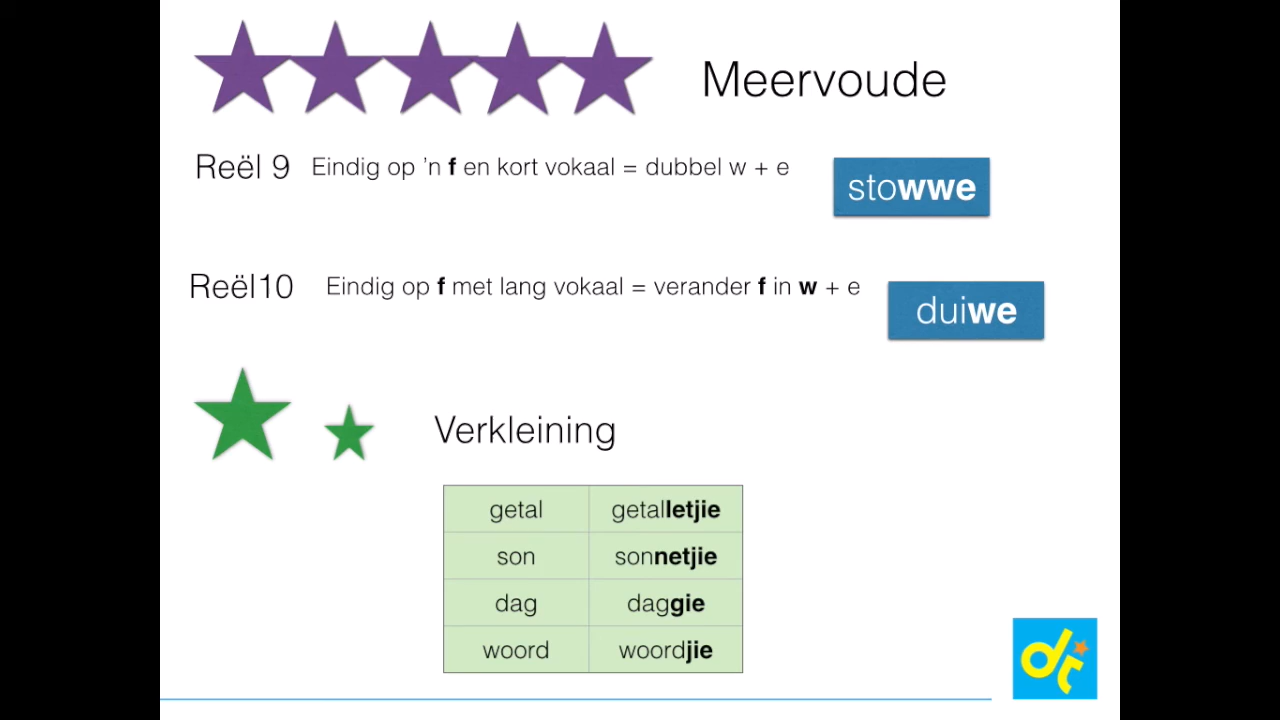 Meervoude
Reël 9 Eindig op ’n f en kort vokaal = dubbel w + e
stowwe
Reël10 Eindig op f met lang vokaal = verander f in w + e
duiwe
Verkleining
getal getalletjie
son sonnetjie
dag daggie
woord woordjie